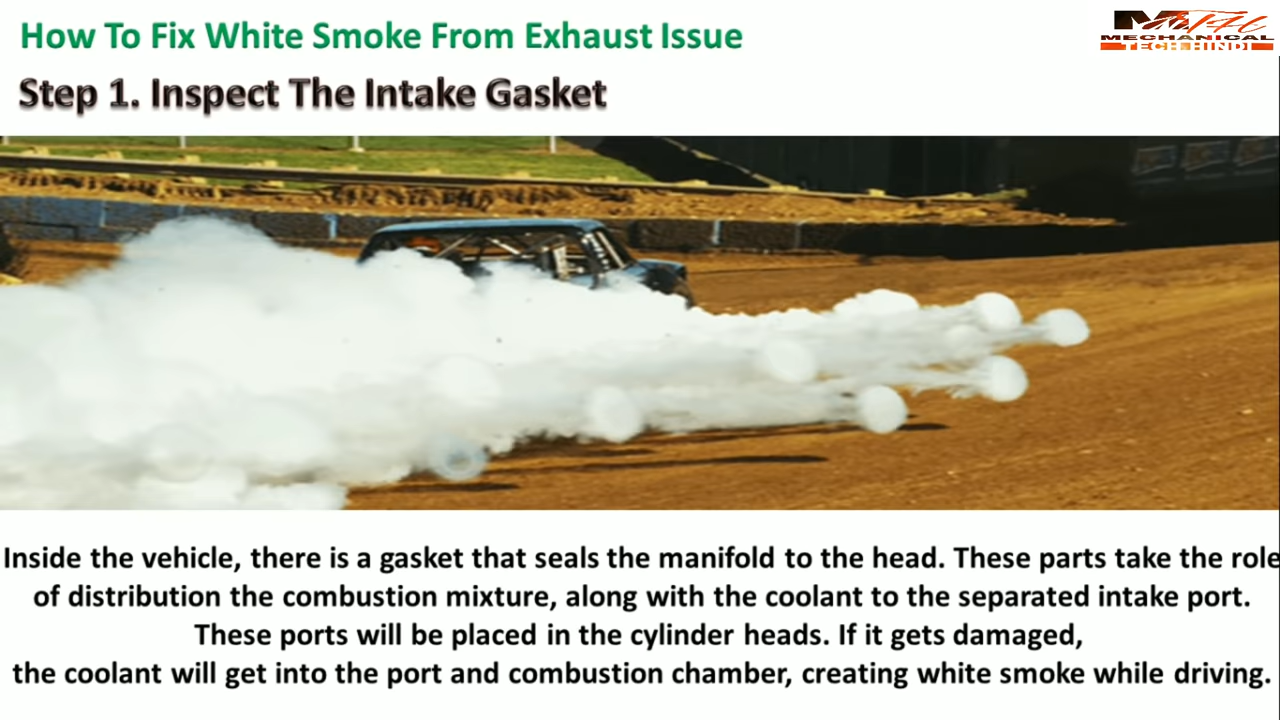 How To Fix White Smoke From Exhaust Issue
Step 1. Inspect The Intake Gasket
MECHANICAL
TECH HINDI
Inside the vehicle, there is a gasket that seals the manifold to the head. These parts take the role
of distribution the combustion mixture, along with the coolant to the separated intake port.
These ports will be placed in the cylinder heads. If it gets damaged,
the coolant will get into the port and combustion chamber, creating white smoke while driving.